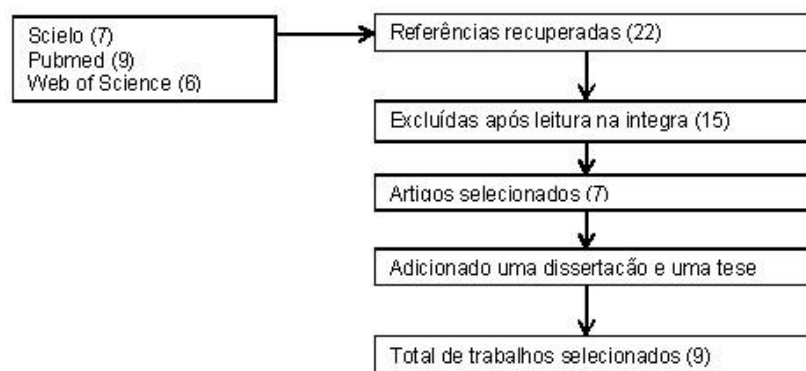 Scielo (7)
Pubmed (9)
Web of Science (6)
Referências recuperadas (22)
Excluídas após leitura na integra (15)
Artigos selecionados (7)
Adicionado uma dissertação e uma tese
Total de trabalhos selecionados (9)